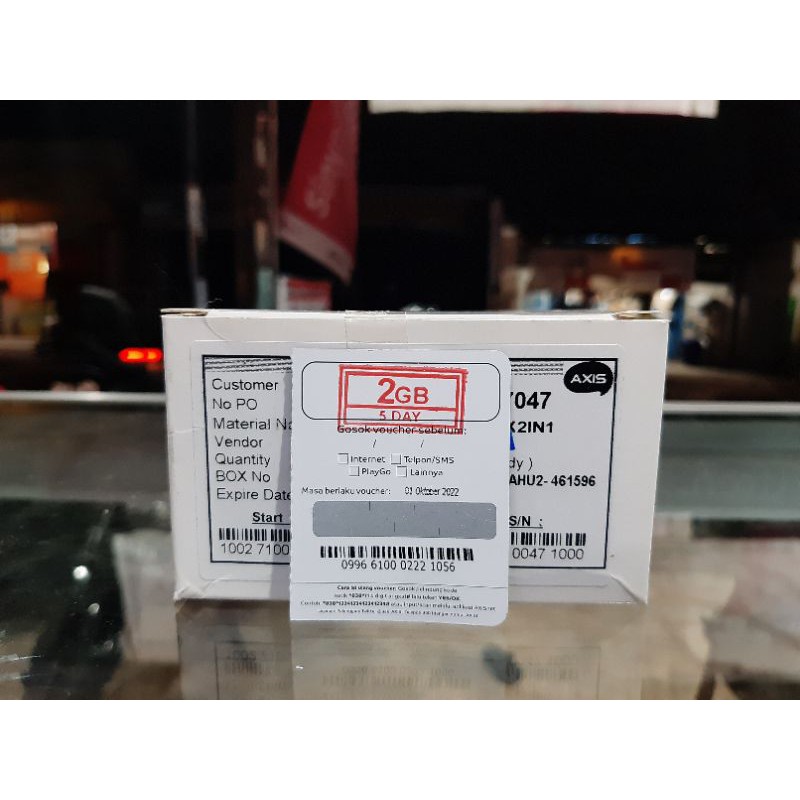 Customer
No PO
Material No
Vendor
Quantity
BOX No
Expire Date
Start
1002 7100
2GB
5 DAY
Gosok voucher sebelum:
/ /
Internet Telpon/SMS
PlayGo Lainnya
Masa berlaku voucher: 01 Oktober 2022
0996 6100 0222 1056
AXIS
7047
X2IN1
dy )
AHU2- 461596
S/N :
0047 1000